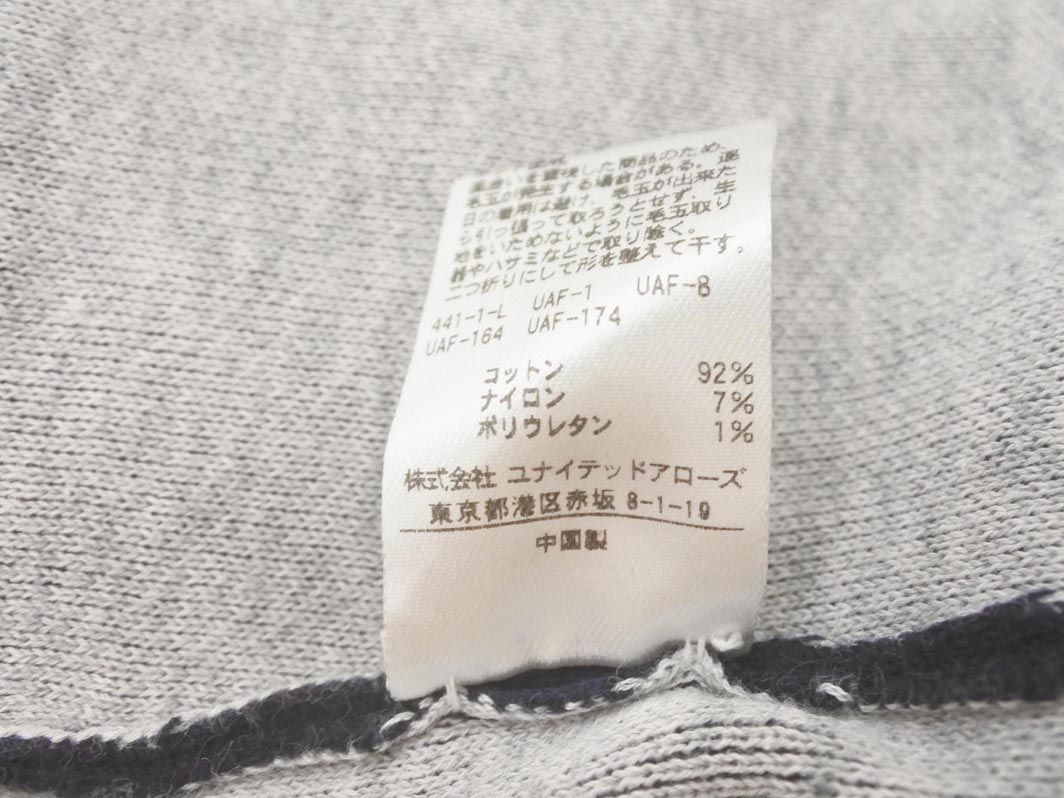 風合いを重視した商品のため、
毛玉が発生する場合がある。連
日の着用は避け、毛玉が出来た
ら引っ張って取ろうとせず、生
地をいためないように毛玉取り
器やハサミなどで取り除く。
二つ折りにして形を整えて干す。
441-1-L UAF-1 UAF-8
UAF-164 UAF-174
コットン 92%
ナイロン 7%
ポリウレタン 1%
株式会社 ユナイテッドアローズ
東京都港区赤坂 8-1-19
中国製